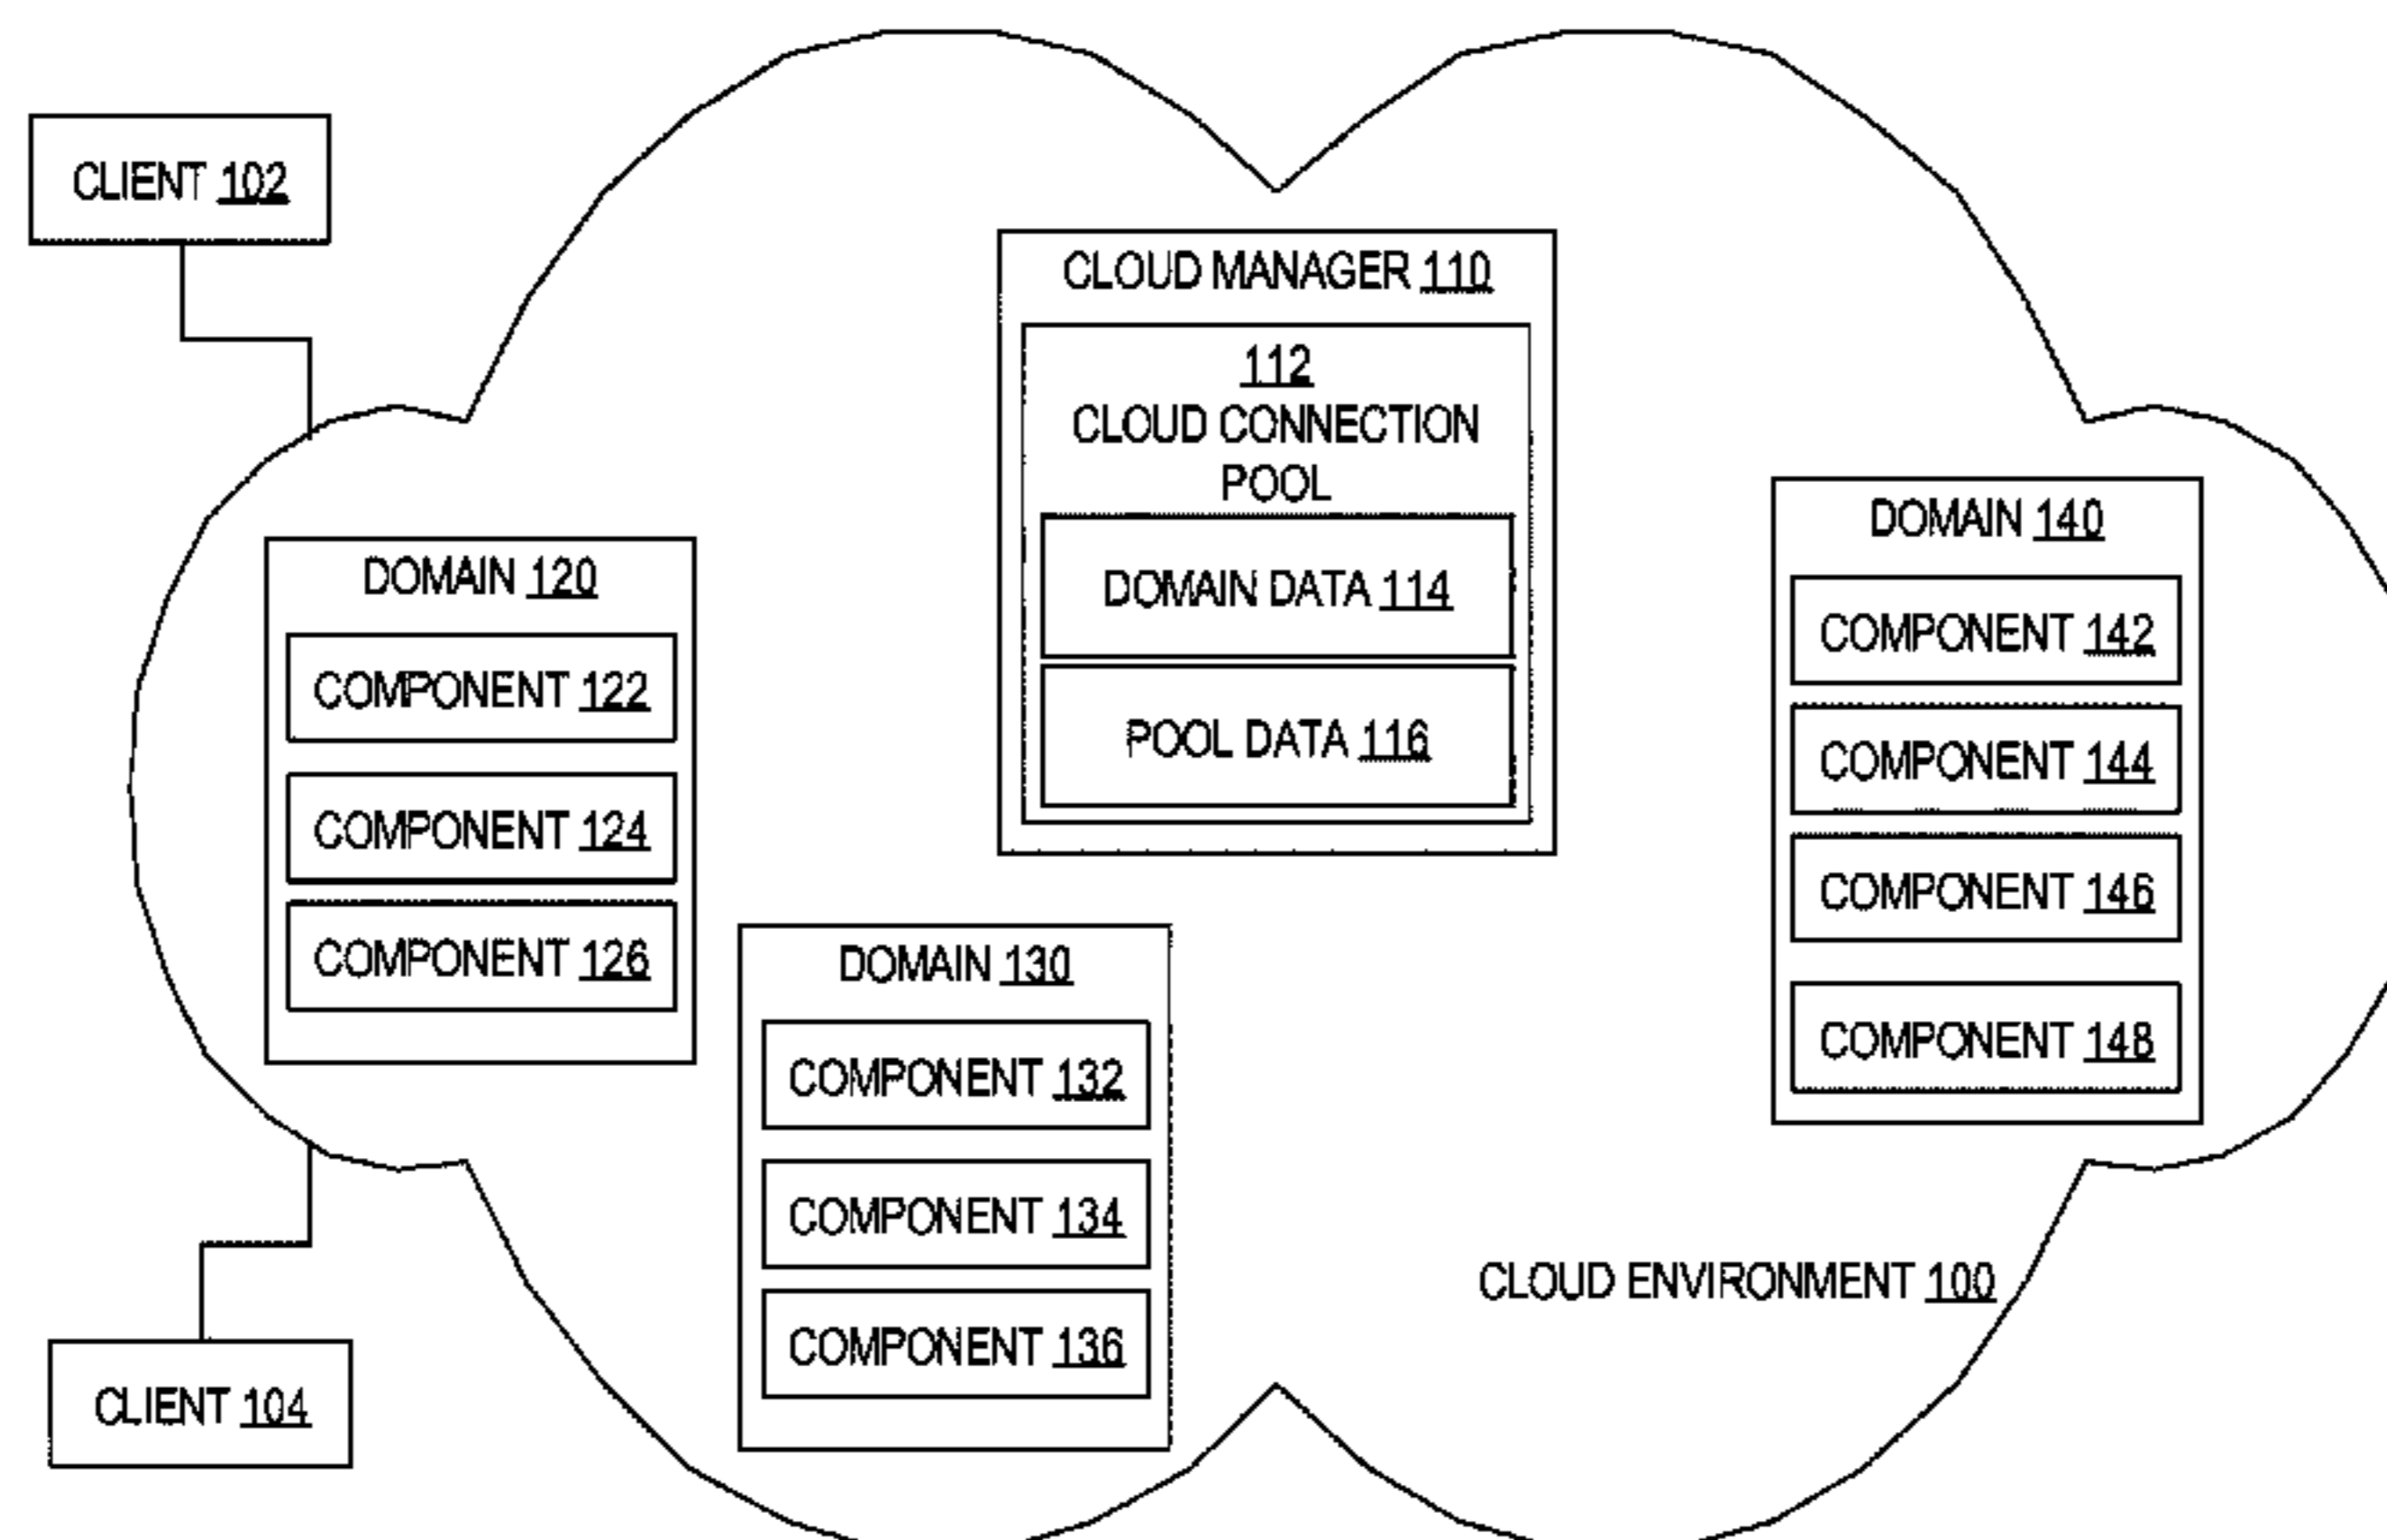 CLIENT 102
CLOUD MANAGER 110
112
CLOUD CONNECTION
POOL
DOMAIN DATA 114
POOL DATA 116
DOMAIN 120
COMPONENT 122
COMPONENT 124
COMPONENT 126
DOMAIN 130
COMPONENT 132
COMPONENT 134
COMPONENT 136
DOMAIN 140
COMPONENT 142
COMPONENT 144
COMPONENT 146
COMPONENT 148
CLOUD ENVIRONMENT 100
CLIENT 104